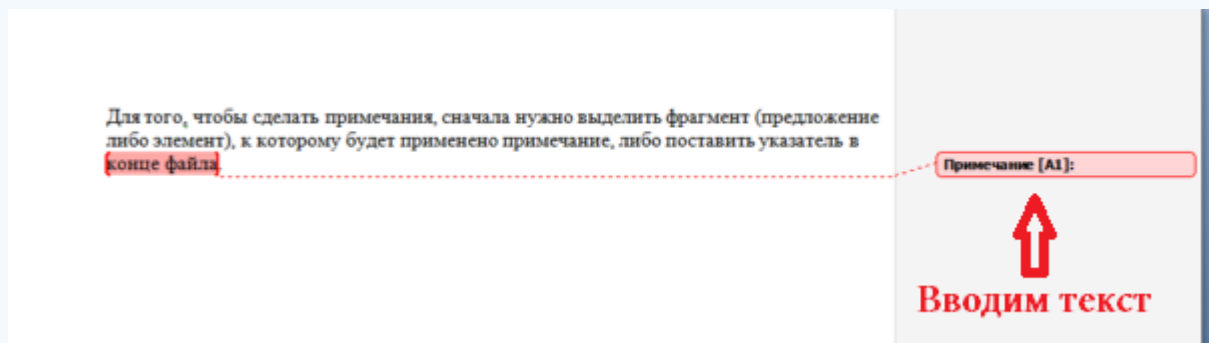 Для того, чтобы сделать примечания, сначала нужно выделить фрагмент (предложение
либо элемент), к которому будет применено примечание, либо поставить указатель в
конце файла.
Примечание [A1]:
Вводим текст